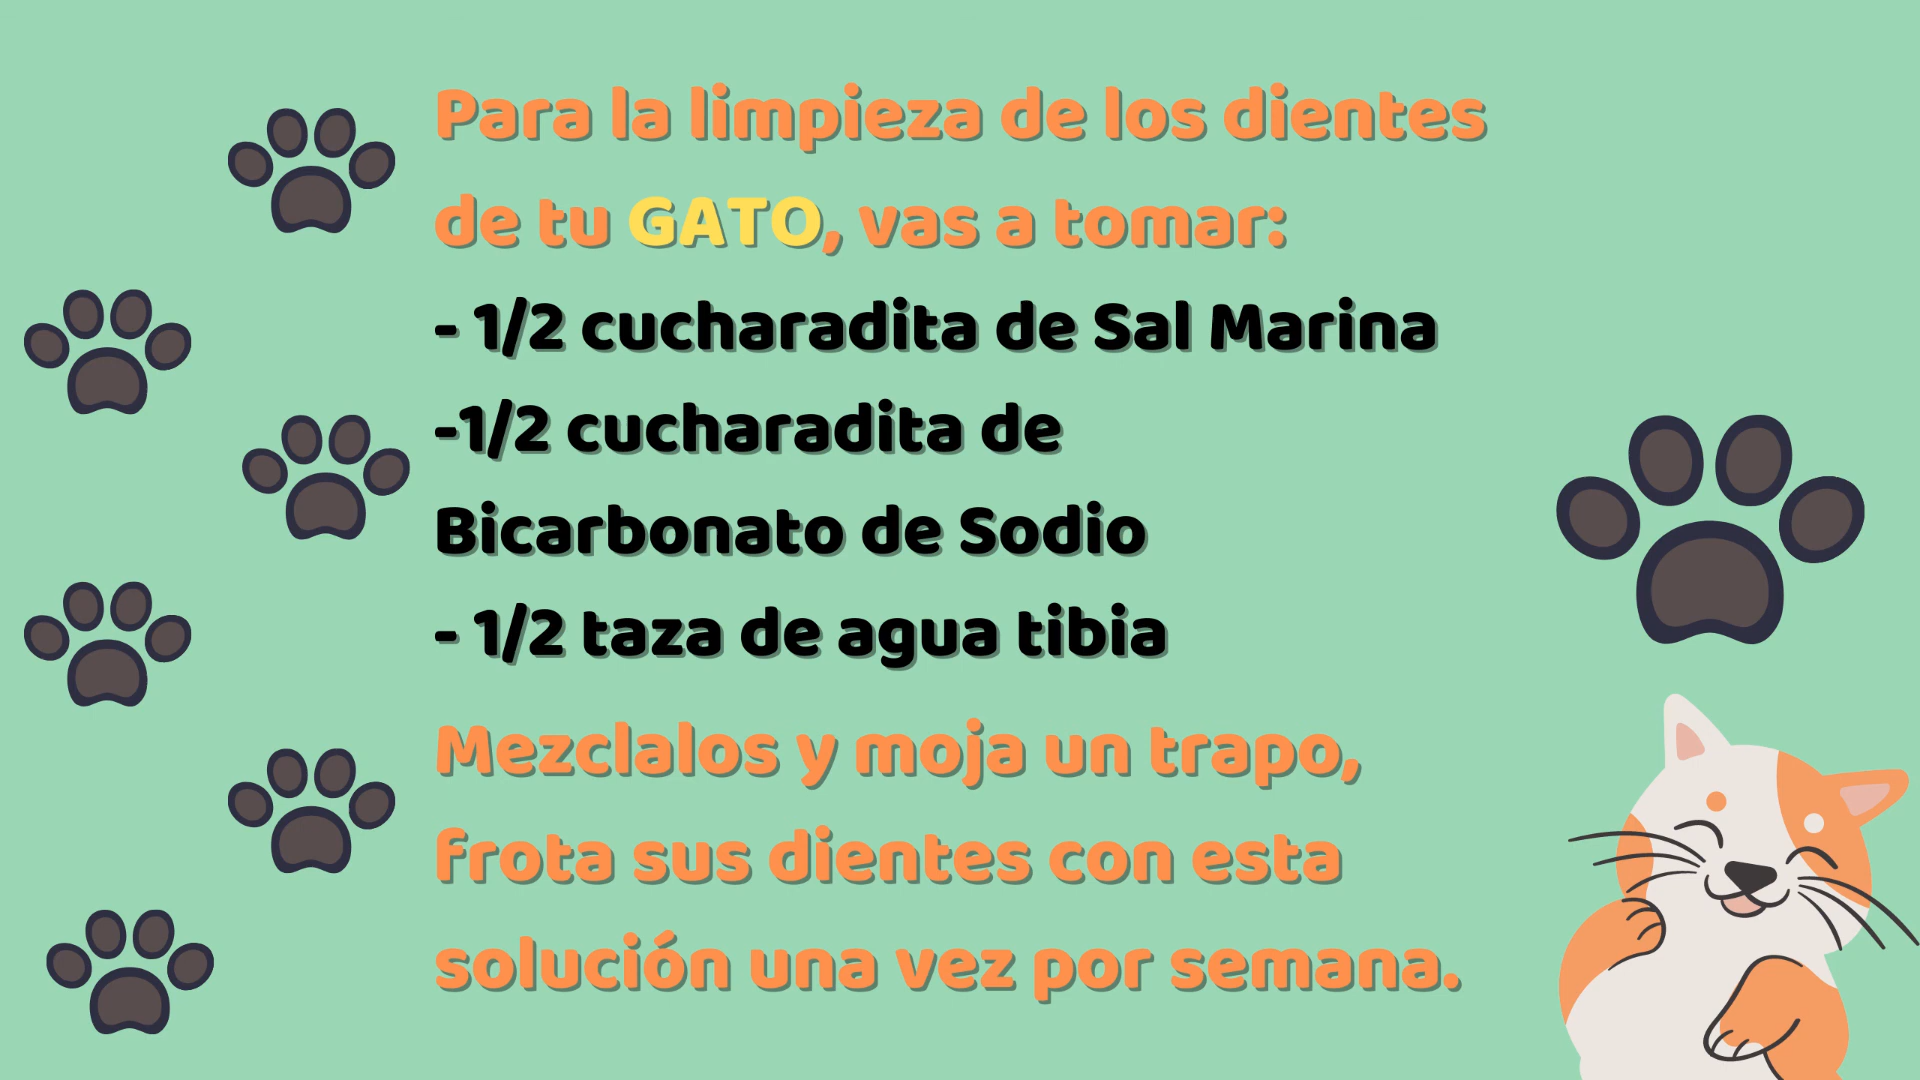 Para la limpieza de los dientes
de tu GATO, vas a tomar:
- 1/2 cucharadita de Sal Marina
-1/2 cucharadita de
Bicarbonato de Sodio
- 1/2 taza de agua tibia
Mezclalos y moja un trapo,
frota sus dientes con esta
solución una vez por semana.